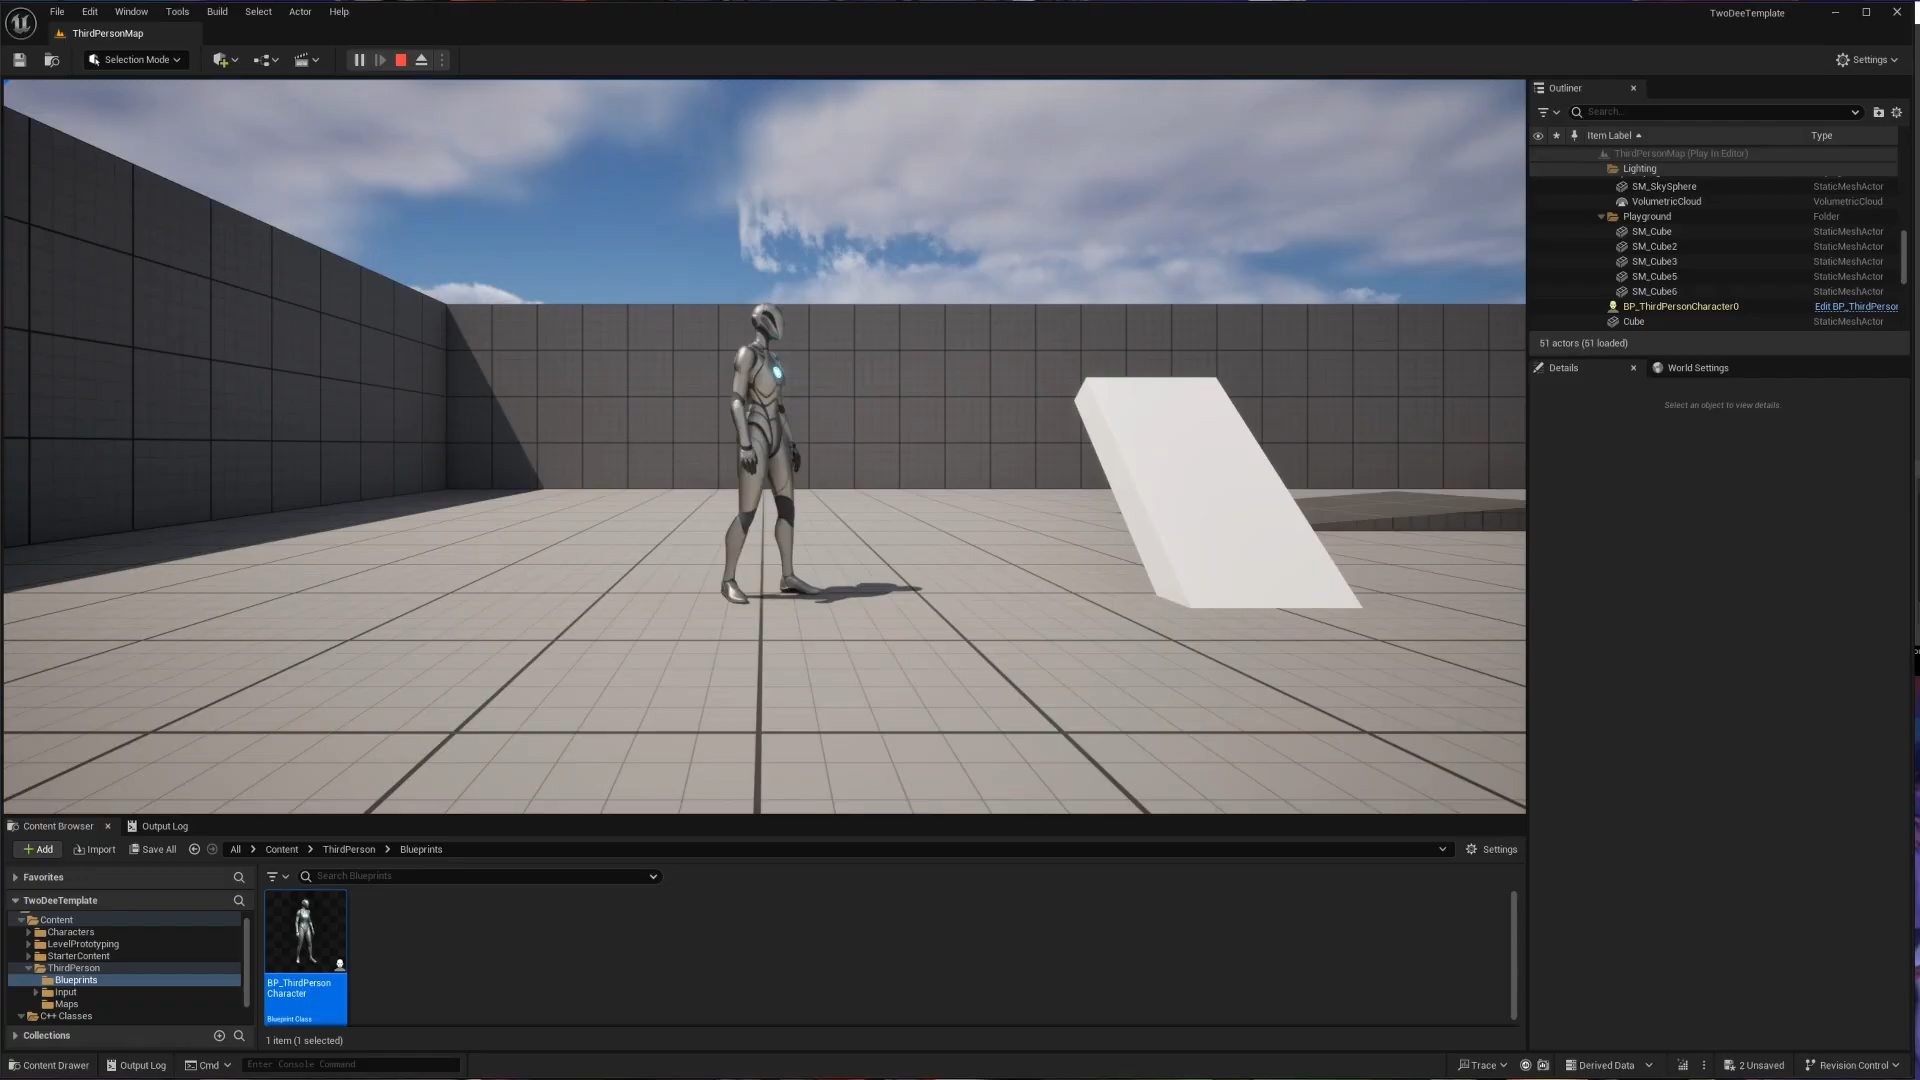 File Edit Window Tools Build Select Actor Help
TwoDeeTemplate
ThirdPersonMap
Selection Mode
Settings
Outliner
Search...
Item Label Type
ThirdPersonMap (Play In Editor)
Lighting
SM_SkySphere StaticMeshActor
VolumetricCloud VolumetricCloud
Playground Folder
SM_Cube StaticMeshActor
SM_Cube2 StaticMeshActor
SM_Cube3 StaticMeshActor
SM_Cube5 StaticMeshActor
SM_Cube6 StaticMeshActor
BP_ThirdPersonCharacter0 Edit BP_ThirdPerson
Cube StaticMeshActor
51 actors (51 loaded)
Details World Settings
Select an object to view details.
Content Browser Output Log
Add Import Save All All Content ThirdPerson Blueprints Settings
Favorites
Search Blueprints
TwoDeeTemplate
Content
Characters
LevelPrototyping
StarterContent
ThirdPerson
Blueprints
Input
Maps
C++ Classes
Collections
BP_ThirdPerson
Character
Blueprint Class
1 item (1 selected)
Content Drawer Output Log Cmd Enter Console Command Trace Derived Data 2 Unsaved Revision Control